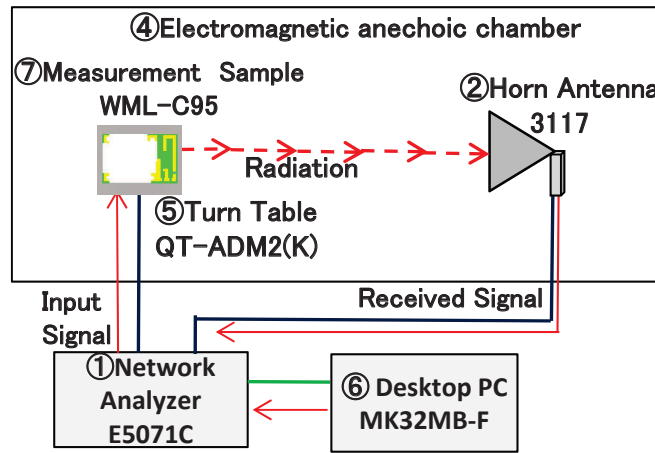 ④Electromagnetic anechoic chamber
⑦Measurement Sample
WML-C95
②Horn Antenna
3117
Radiation
⑤Turn Table
QT-ADM2(K)
Input
Signal
Received Signal
①Network
Analyzer
E5071C
⑥ Desktop PC
MK32MB-F